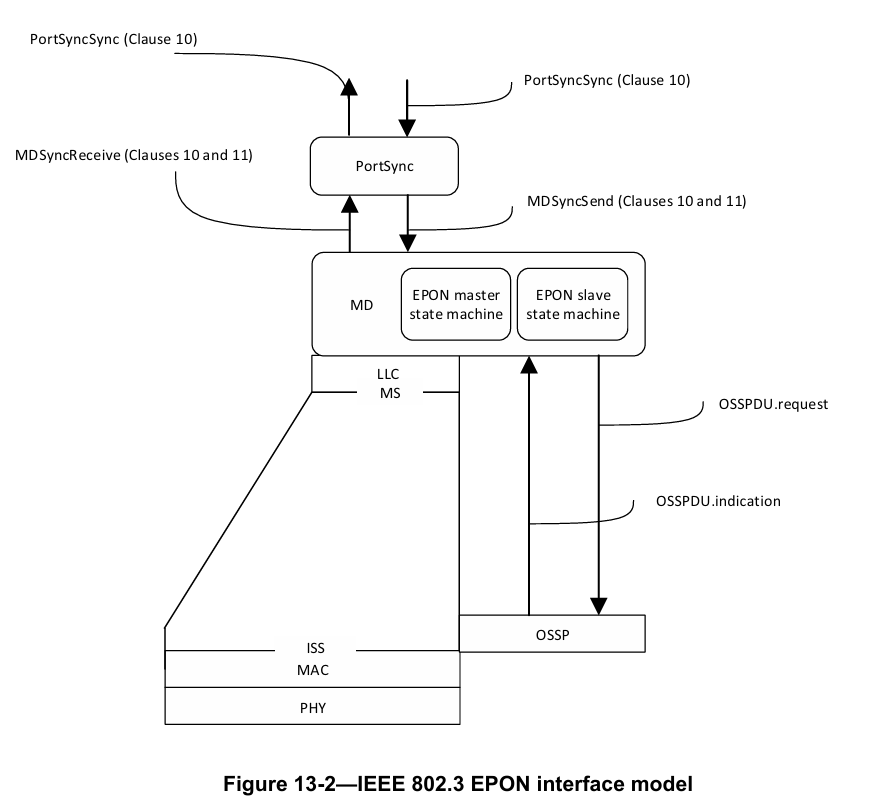 PortSyncSync (Clause 10)
PortSyncSync (Clause 10)
MDSyncReceive (Clauses 10 and 11)
PortSync
MDSyncSend (Clauses 10 and 11)
MD
EPON master
state machine
EPON slave
state machine
LLC
MS
OSSPDU.request
OSSPDU.indication
OSSP
ISS
MAC
PHY
Figure 13-2—IEEE 802.3 EPON interface model